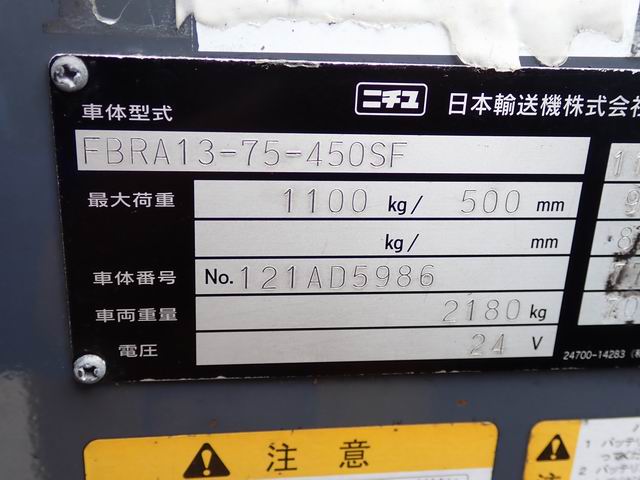 ニチユ 日本輸送機株式会
車体型式
FBRA13-75-450SF
最大荷重 1100 kg/ 500 mm
kg/ mm
車体番号 No. 121AD5986
車両重量 2180 kg
電圧 24 V
24700-14283
注意